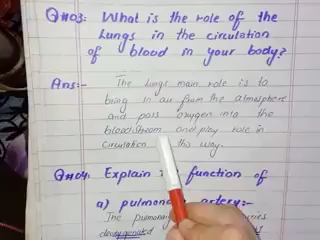 Q#03: What is the role of the
Lungs in the circulation
of blood in your body?
Ans:- The lungs main role is to
bring in air from the atmosphere
and pass oxygen into the
bloodstream and play role in
circulation this way.
Q#04: Explain function of
a) pulmonary artery:-
The pulmonary
deoxygenated